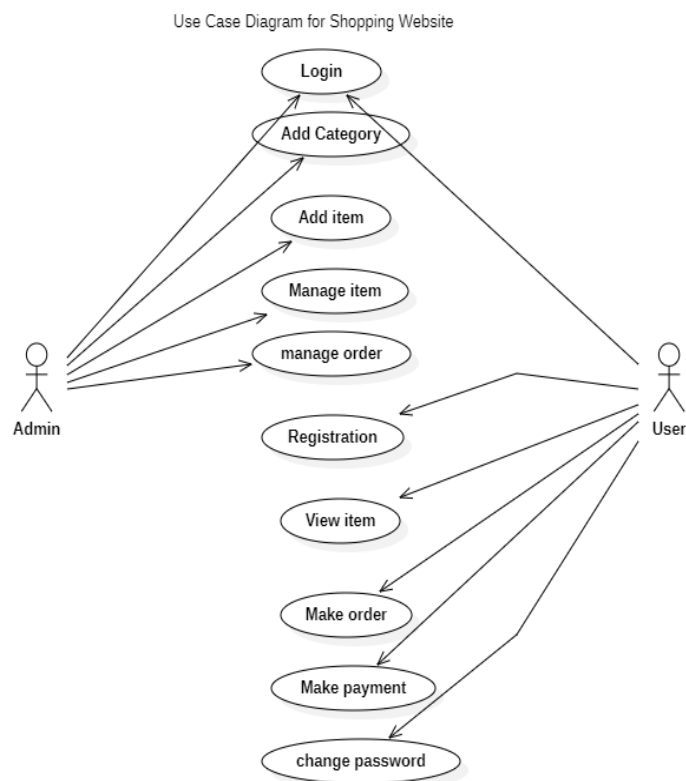 Use Case Diagram for Shopping Website
Login
Add Category
Add item
Manage item
manage order
Admin
User
Registration
View item
Make order
Make payment
change password